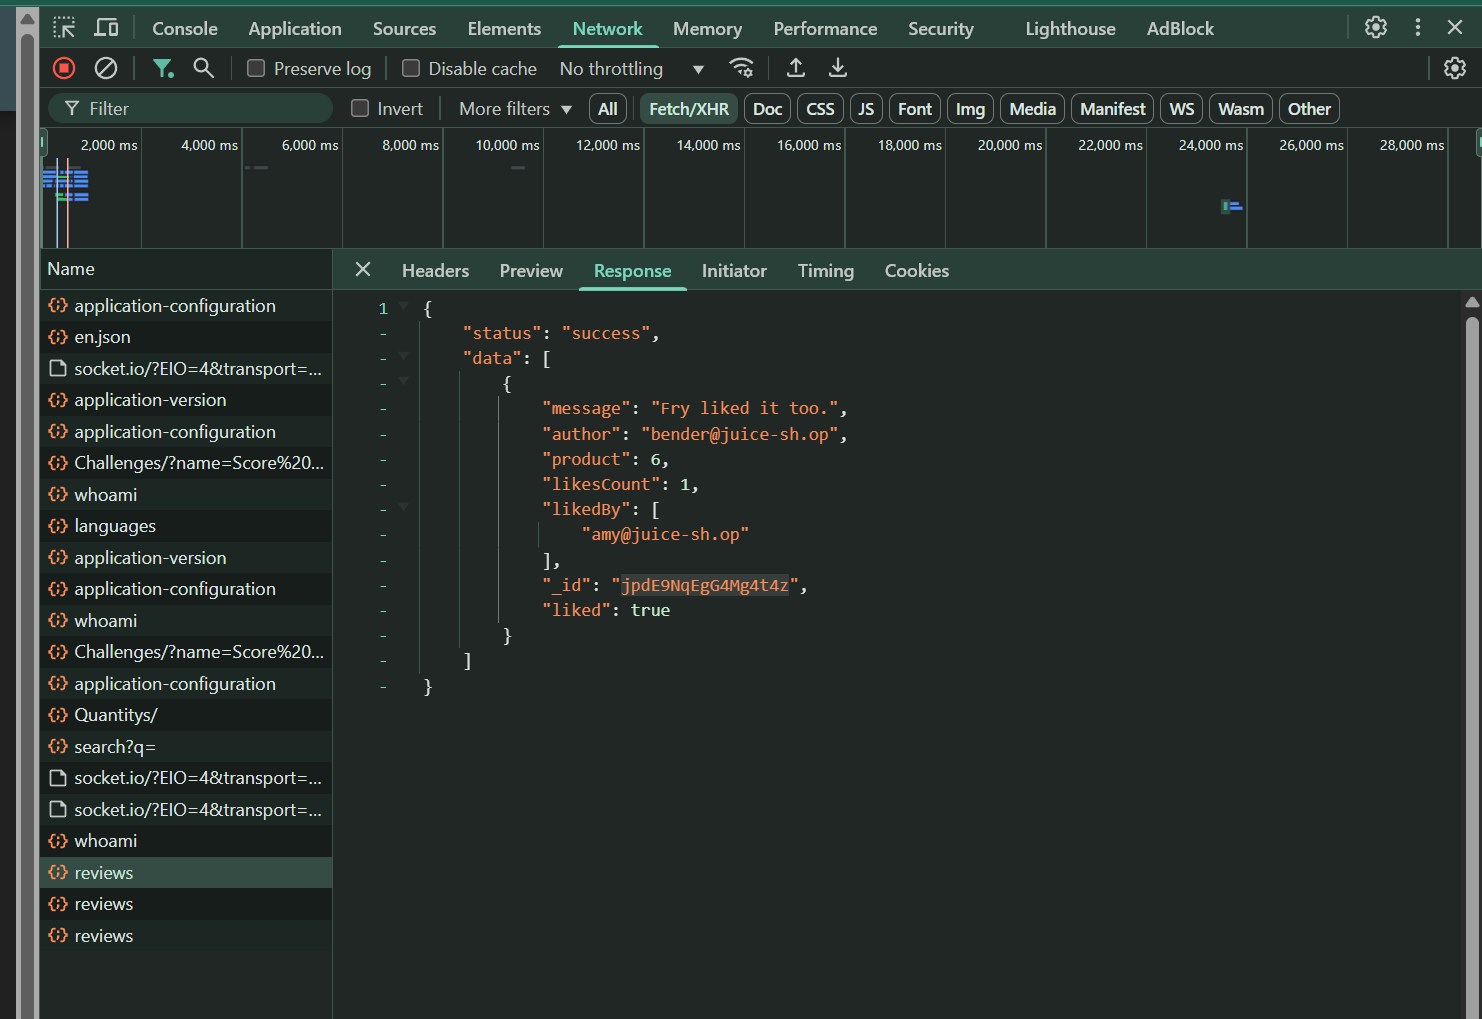 Console Application Sources Elements Network Memory Performance Security Lighthouse AdBlock
Preserve log Disable cache No throttling
Filter Invert More filters All Fetch/XHR Doc CSS JS Font Img Media Manifest WS Wasm Other
2,000 ms 4,000 ms 6,000 ms 8,000 ms 10,000 ms 12,000 ms 14,000 ms 16,000 ms 18,000 ms 20,000 ms 22,000 ms 24,000 ms 26,000 ms 28,000 ms
Name
application-configuration
en.json
socket.io/?EIO=4&transport=...
application-version
application-configuration
Challenges/?name=Score%20...
whoami
languages
application-version
application-configuration
whoami
Challenges/?name=Score%20...
application-configuration
Quantitys/
search?q=
socket.io/?EIO=4&transport=...
socket.io/?EIO=4&transport=...
whoami
reviews
reviews
reviews
Headers Preview Response Initiator Timing Cookies
1 {
- "status": "success",
- "data": [
- {
- "message": "Fry liked it too.",
- "author": "bender@juice-sh.op",
- "product": 6,
- "likesCount": 1,
- "likedBy": [
- "amy@juice-sh.op"
- ],
- "_id": "jpdE9NqEgG4Mg4t4z",
- "liked": true
- }
- ]
- }